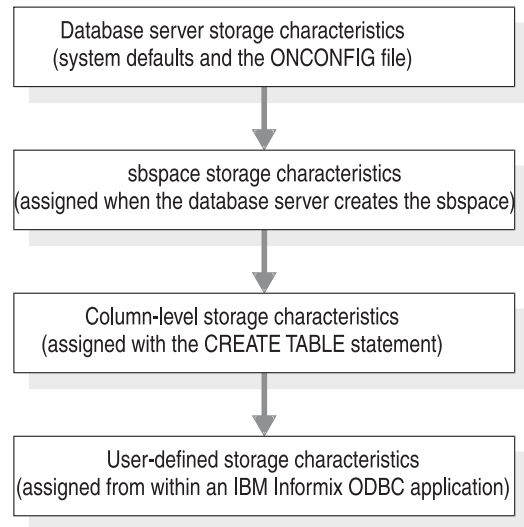 Database server storage characteristics
(system defaults and the ONCONFIG file)
sbspace storage characteristics
(assigned when the database server creates the sbspace)
Column-level storage characteristics
(assigned with the CREATE TABLE statement)
User-defined storage characteristics
(assigned from within an IBM Informix ODBC application)